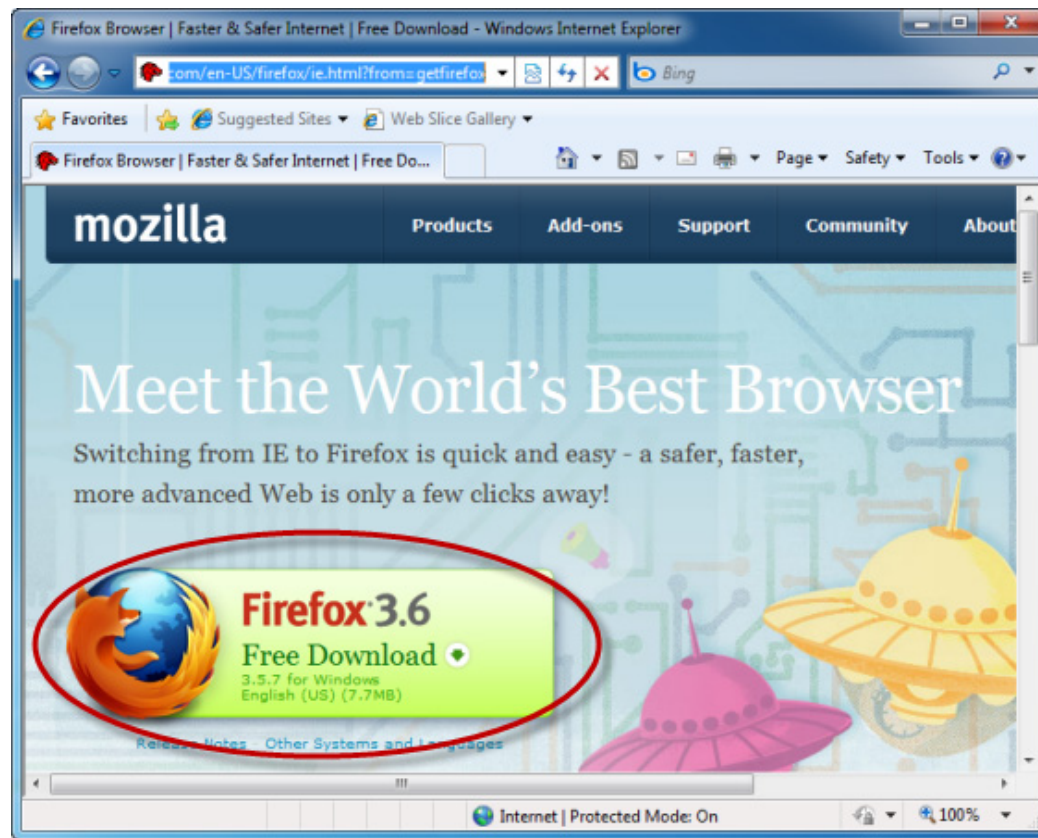 Firefox Browser | Faster & Safer Internet | Free Download - Windows Internet Explorer
com/en-US/firefox/ie.html?from=getfirefox
Bing
Favorites Suggested Sites Web Slice Gallery
Firefox Browser | Faster & Safer Internet | Free Do... Page Safety Tools
mozilla Products Add-ons Support Community About
Meet the World's Best Browser
Switching from IE to Firefox is quick and easy - a safer, faster,
more advanced Web is only a few clicks away!
Firefox 3.6
Free Download
3.5.7 for Windows
English (US) (7.7MB)
Release Notes Other Systems and Languages
Internet | Protected Mode: On 100%